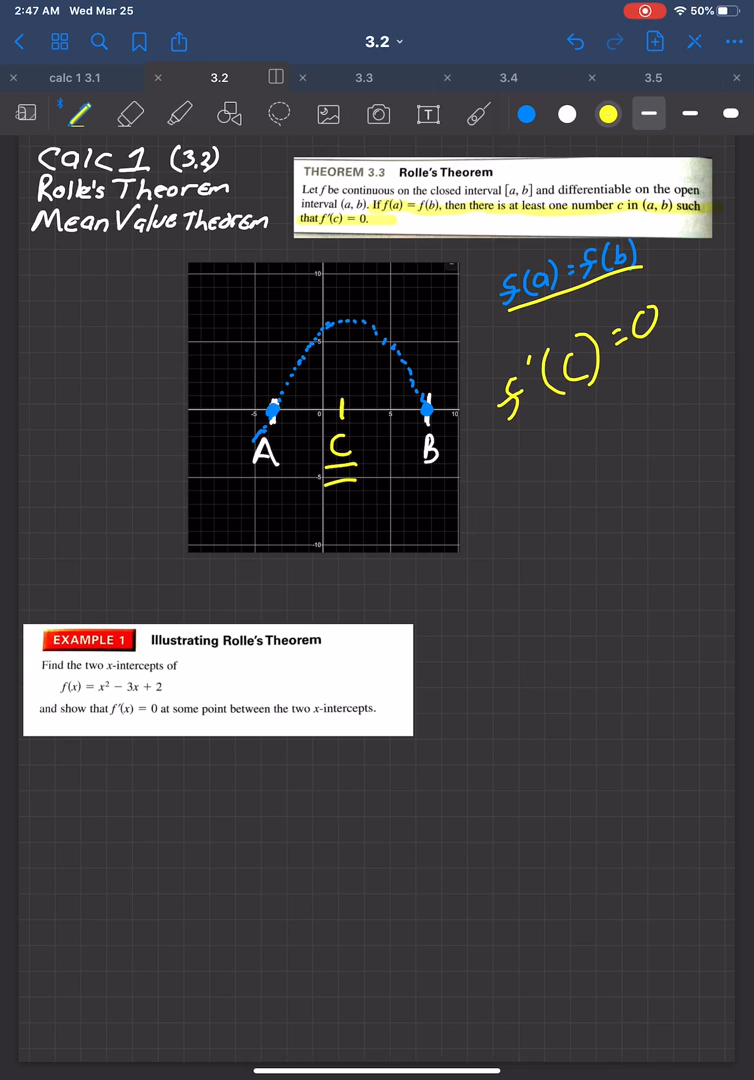 2:47 AM Wed Mar 25
50%
3.2
calc 1 3.1
3.2
3.3
3.4
3.5
Calc 1 (3.2)
Rolle's Theorem
Mean Value Theorem
THEOREM 3.3 Rolle's Theorem
Let f be continuous on the closed interval [a, b] and differentiable on the open
interval (a, b). If f(a) = f(b), then there is at least one number c in (a, b) such
that f'(c) = 0.
f(a) = f(b)
f'(c) = 0
10
5
-5
0
5
10
-5
-10
A
C
B
EXAMPLE 1 Illustrating Rolle's Theorem
Find the two x-intercepts of
f(x) = x² − 3x + 2
and show that f'(x) = 0 at some point between the two x-intercepts.